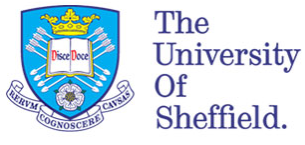 Disce Doce
RERVM COGNOSCERE CAVSAS
The
University
Of
Sheffield.